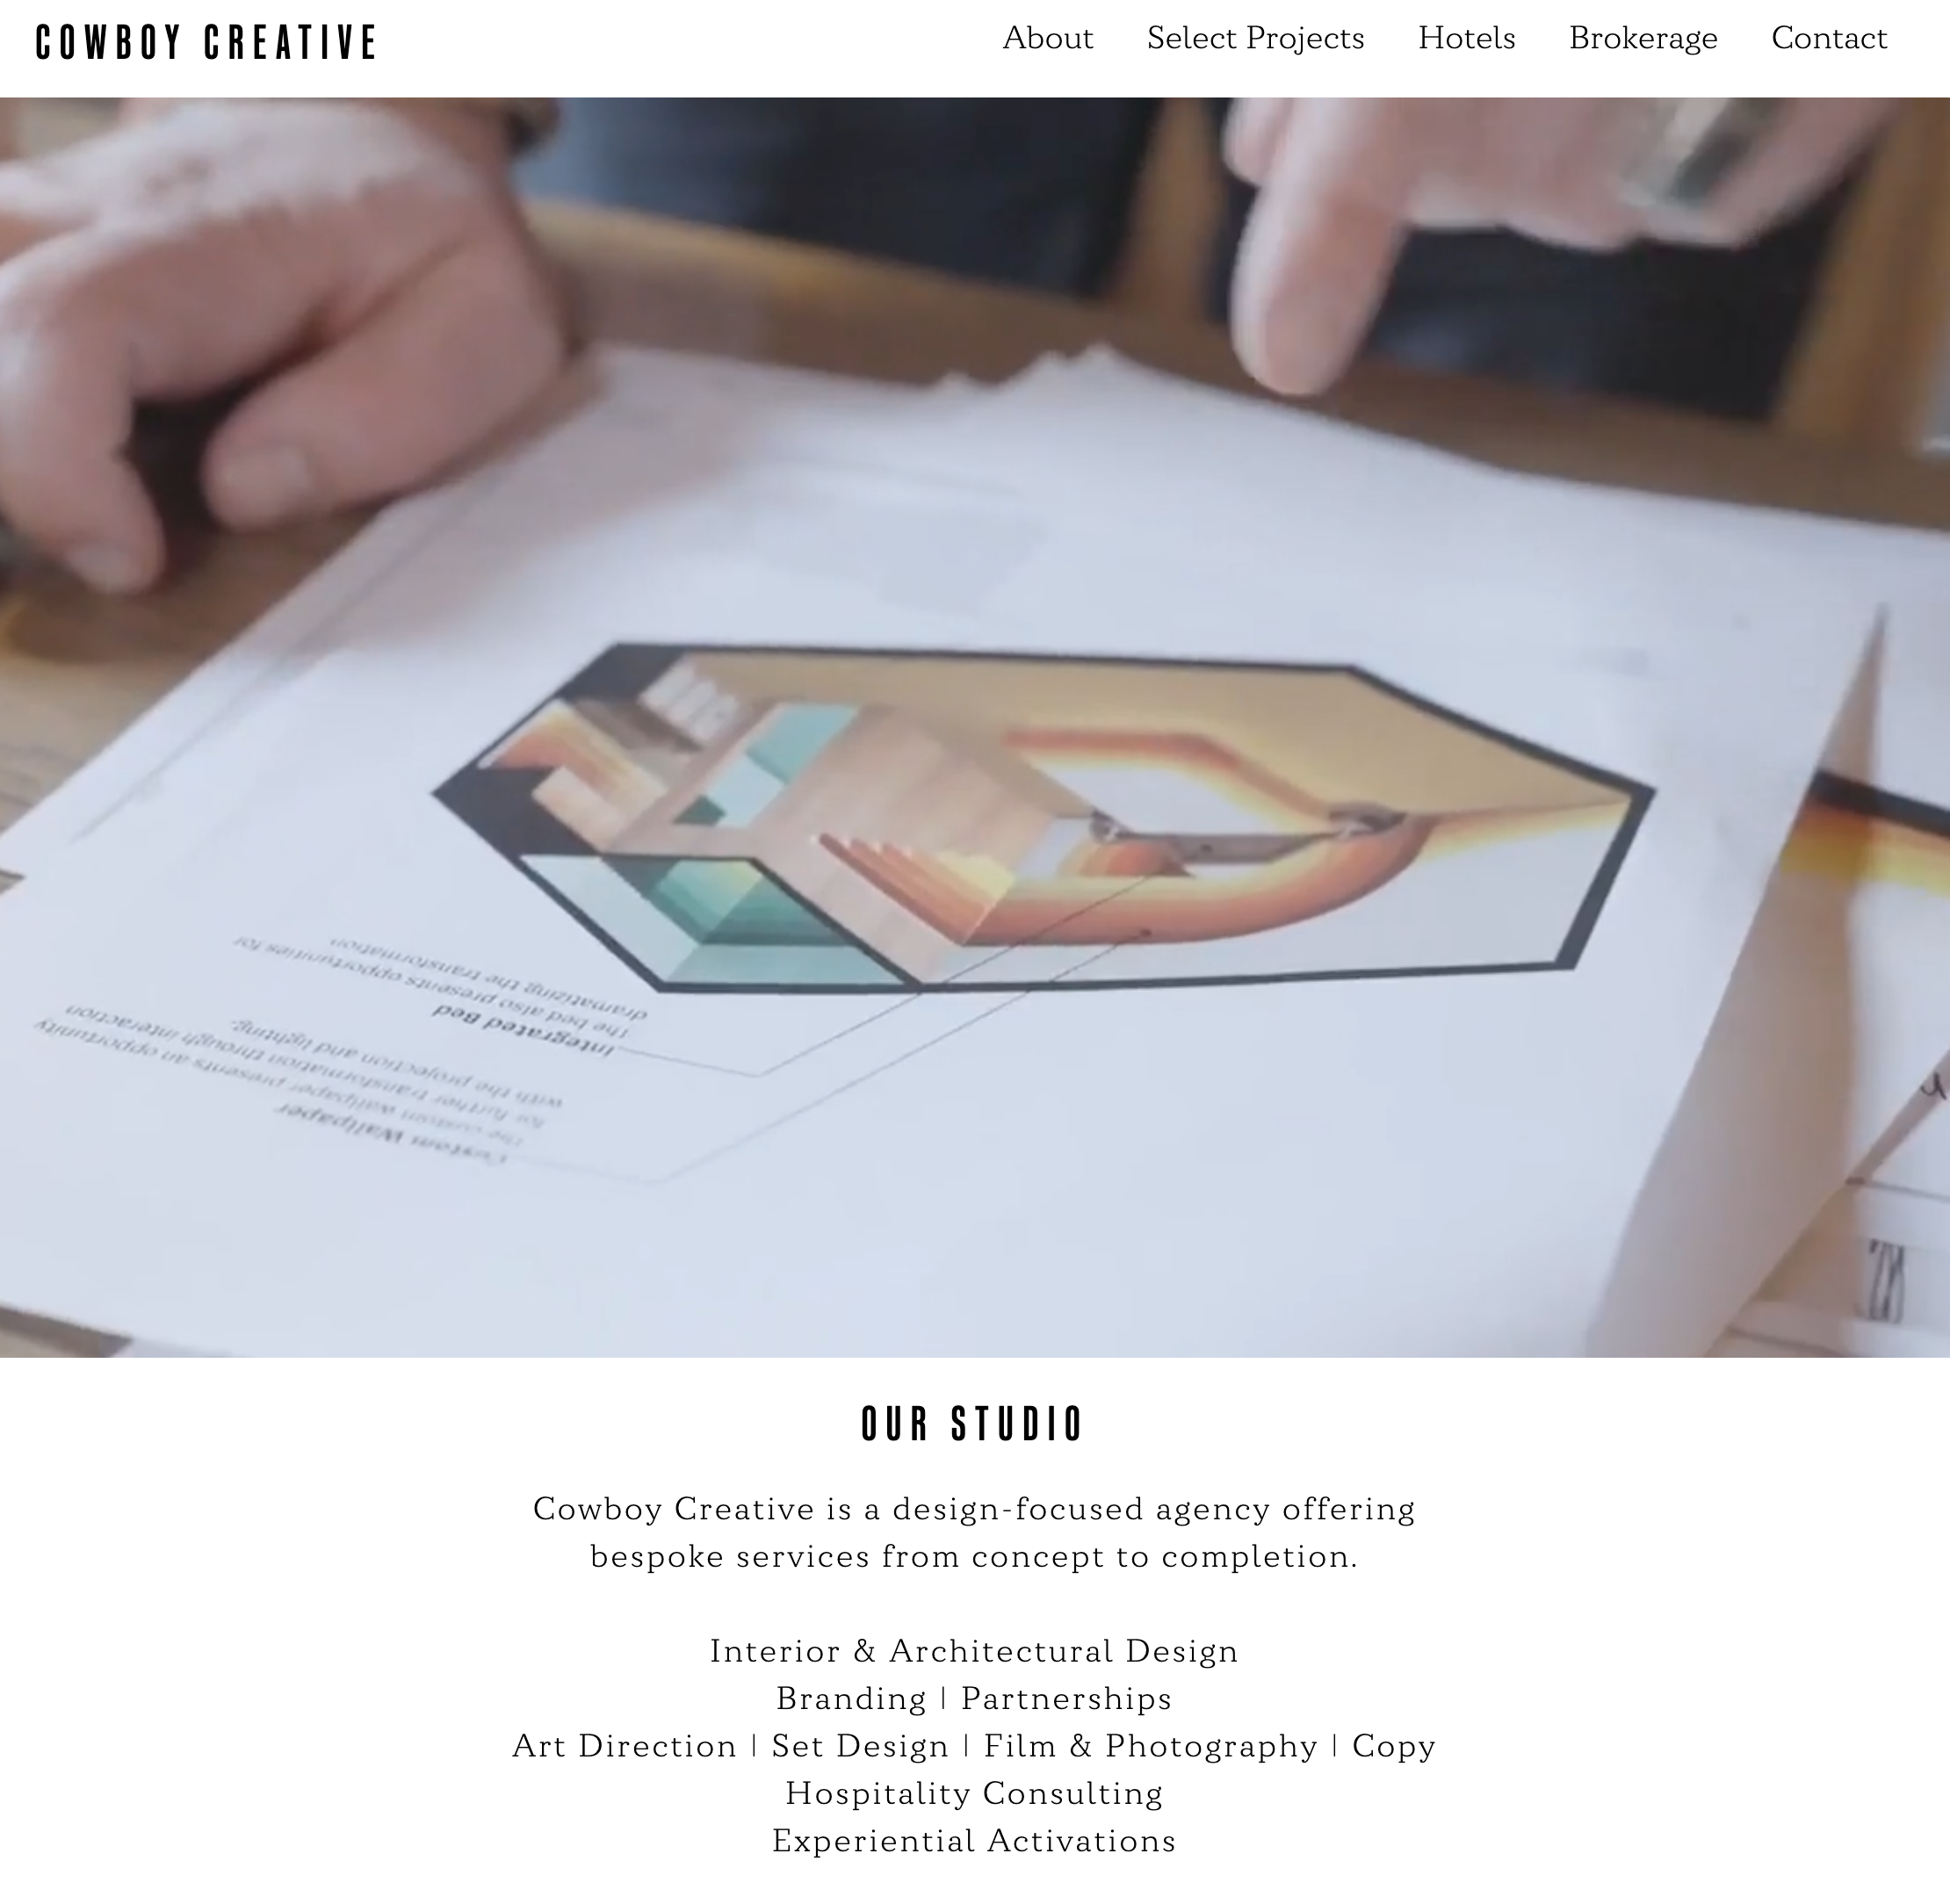 COWBOY CREATIVE
About Select Projects Hotels Brokerage Contact
Custom Wallpaper
The custom wallpaper presents an opportunity
for further transformation through interaction
with the projection and lighting.
Integrated Bed
The bed also presents opportunities for
dramatizing the transformation
OUR STUDIO
Cowboy Creative is a design-focused agency offering
bespoke services from concept to completion.
Interior & Architectural Design
Branding | Partnerships
Art Direction | Set Design | Film & Photography | Copy
Hospitality Consulting
Experiential Activations